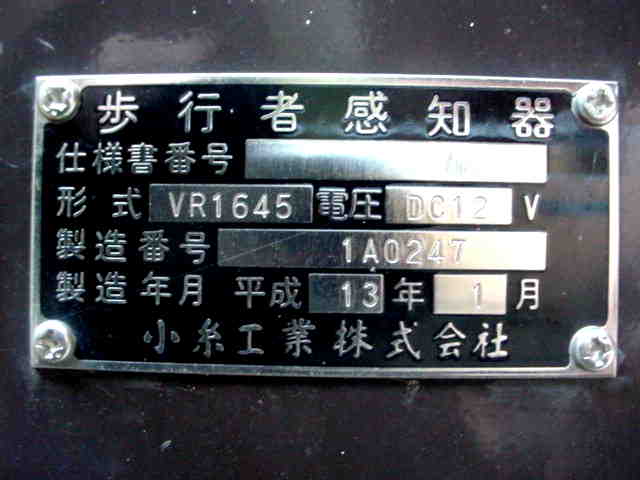 歩行者感知器
仕様書番号
形式 VR1645 電圧 DC12 V
製造番号 1A0247
製造年月 平成 13 年 1 月
小糸工業株式会社